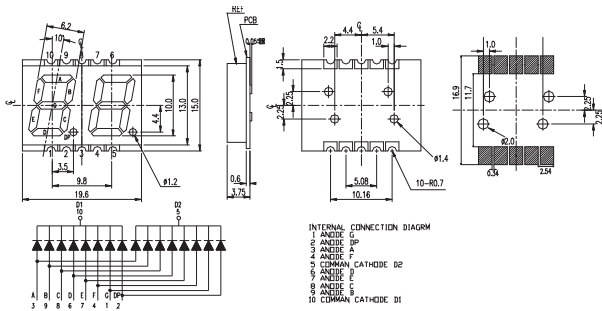 6.2
10°
10 9 8 7 6
A
F B
G
E C
D DP
1 2 3 4 5
4.4
10.0
13.0
15.0
3.5
ø1.2
9.8
19.6
REF
PCB
0.6
3.75
4.4 5.4
2.2 1.0
1.5
2.25
2.25
ø1.4
5.08
10-R0.7
10.16
1.0
16.9
11.7
2.25
2.25
ø2.0
0.34
2.54
D1 D2
10 5
A B C D E F G DP
3 9 8 6 7 4 1 2
INTERNAL CONNECTION DIAGRM
1 ANODE G
2 ANODE DP
3 ANODE A
4 ANODE F
5 COMMAN CATHODE D2
6 ANODE D
7 ANODE E
8 ANODE C
9 ANODE B
10 COMMAN CATHODE D1